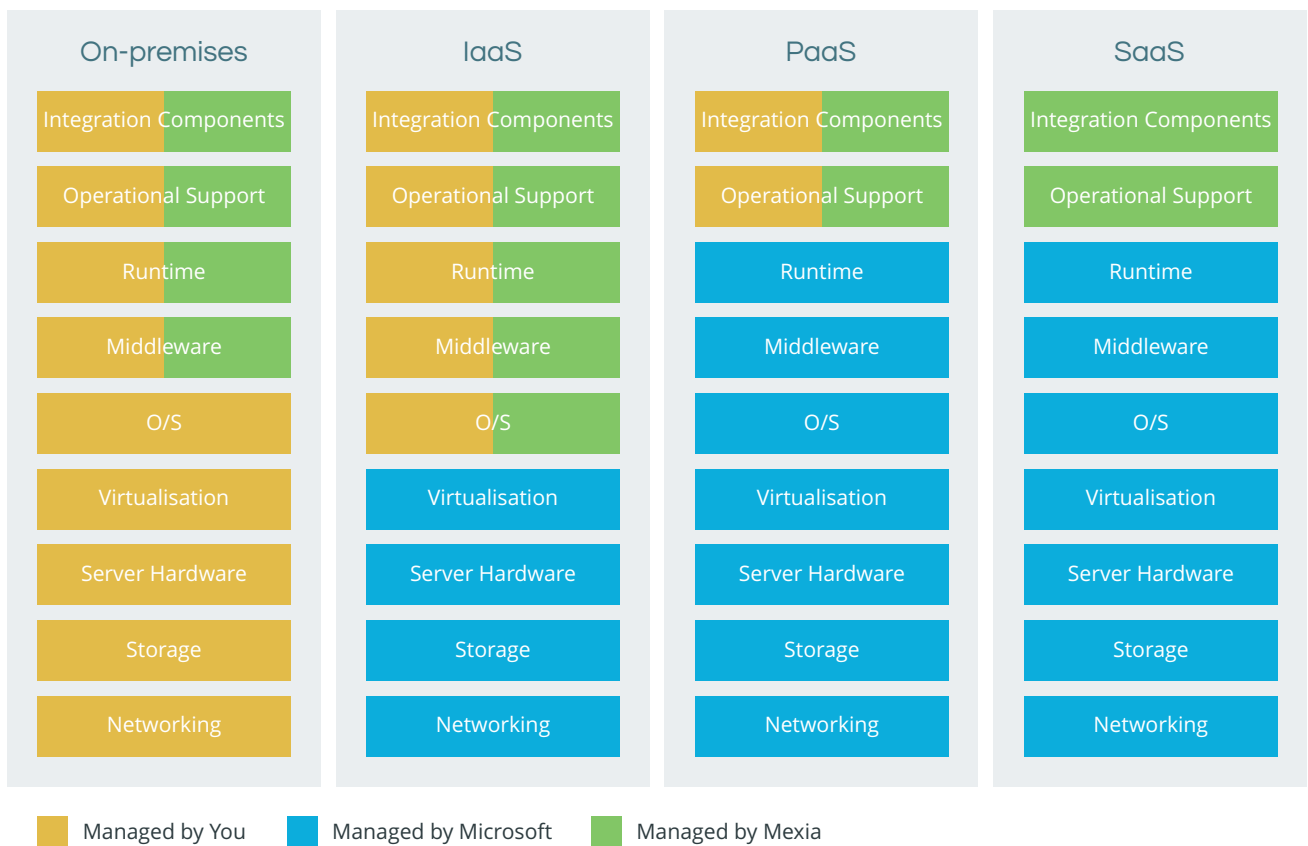 On-premises
Integration Components
Operational Support
Runtime
Middleware
O/S
Virtualisation
Server Hardware
Storage
Networking
IaaS
Integration Components
Operational Support
Runtime
Middleware
O/S
Virtualisation
Server Hardware
Storage
Networking
PaaS
Integration Components
Operational Support
Runtime
Middleware
O/S
Virtualisation
Server Hardware
Storage
Networking
SaaS
Integration Components
Operational Support
Runtime
Middleware
O/S
Virtualisation
Server Hardware
Storage
Networking
Managed by You
Managed by Microsoft
Managed by Mexia